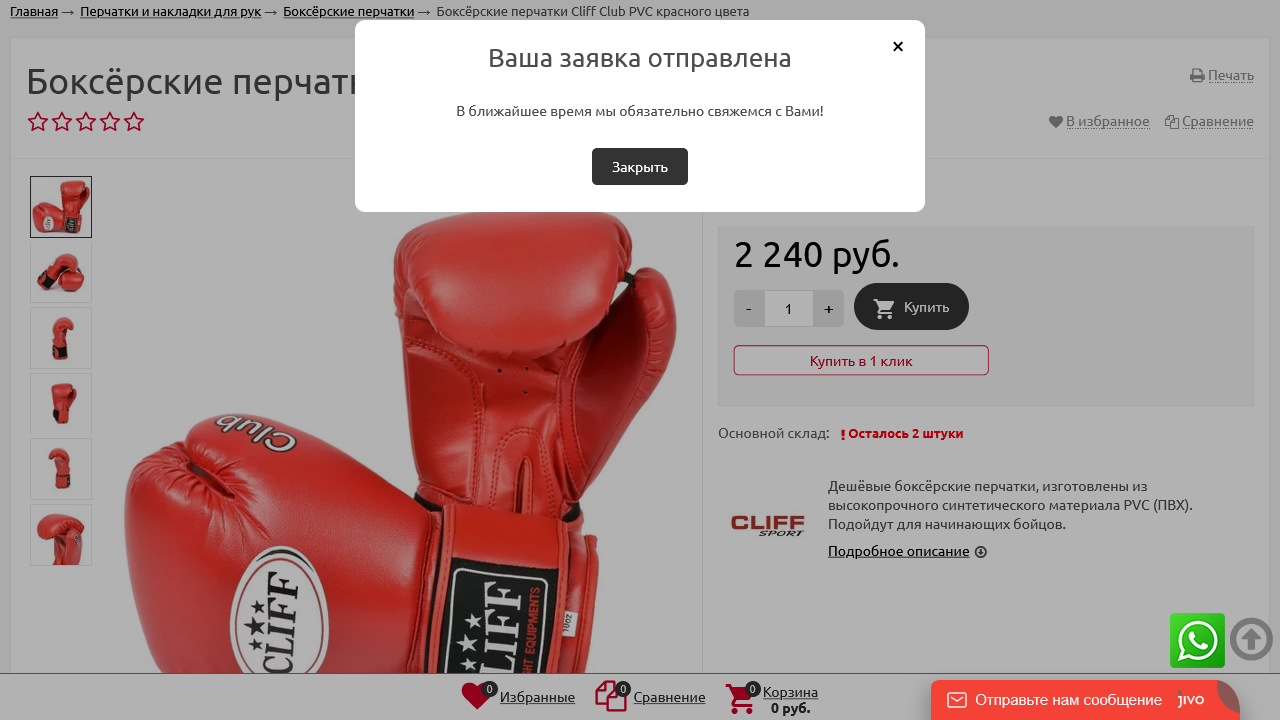 Главная → Перчатки и накладки для рук → Боксёрские перчатки → Боксёрские перчатки Cliff Club PVC красного цвета
Ваша заявка отправлена ×
В ближайшее время мы обязательно свяжемся с Вами!
Закрыть
Боксёрские перчатк
Печать
В избранное Сравнение
2 240 руб.
- 1 + Купить
Купить в 1 клик
Основной склад: Осталось 2 штуки
Дешёвые боксёрские перчатки, изготовлены из
высокопрочного синтетического материала PVC (ПВХ).
Подойдут для начинающих бойцов.
CLIFF
SPORT
Подробное описание
Club
CLIFF
CLIFF
GHT EQUIPMENTS
10oz
0 Избранные 0 Сравнение 0 Корзина
0 руб.
Отправьте нам сообщение jivo